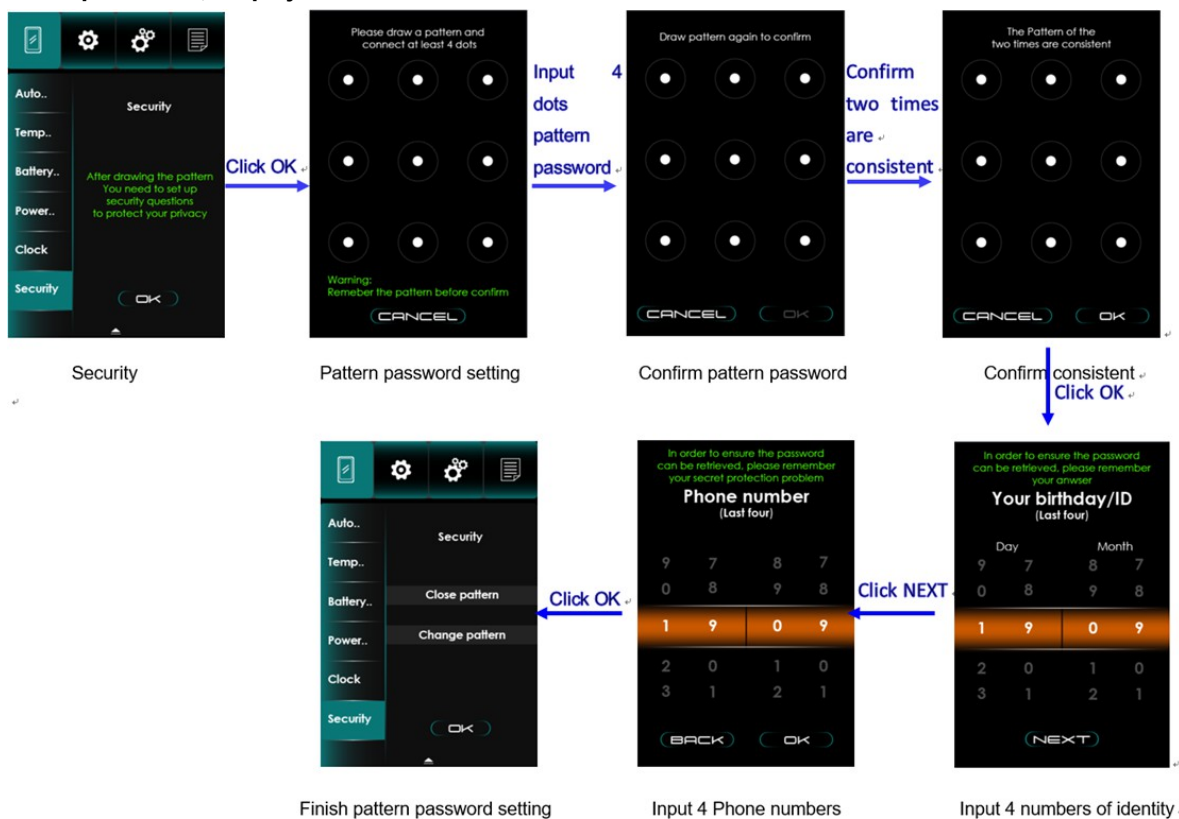 Auto..
Temp..
Battery..
Power..
Clock
Security
Security
After drawing the pattern
You need to set up
security questions
to protect your privacy
OK
Click OK
Please draw a pattern and
connect at least 4 dots
Warning:
Remeber the pattern before confirm
CANCEL
Input 4
dots
pattern
password
Draw pattern again to confirm
CANCEL
OK
Confirm
two times
are
consistent
The Pattern of the
two times are consistent
CANCEL
OK
Security
Pattern password setting
Confirm pattern password
Confirm consistent
Click OK
Auto..
Temp..
Battery..
Power..
Clock
Security
Security
Close pattern
Change pattern
OK
Click OK
In order to ensure the password
can be retrieved, please remember
your secret protection problem
Phone number
(Last four)
9 7 8 7
0 8 9 8
1 9 0 9
2 0 1 0
3 1 2 1
BACK
OK
Click NEXT
In order to ensure the password
can be retrieved, please remember
your anwser
Your birthday/ID
(Last four)
Day Month
9 7 8 7
0 8 9 8
1 9 0 9
2 0 1 0
3 1 2 1
NEXT
Finish pattern password setting
Input 4 Phone numbers
Input 4 numbers of identity